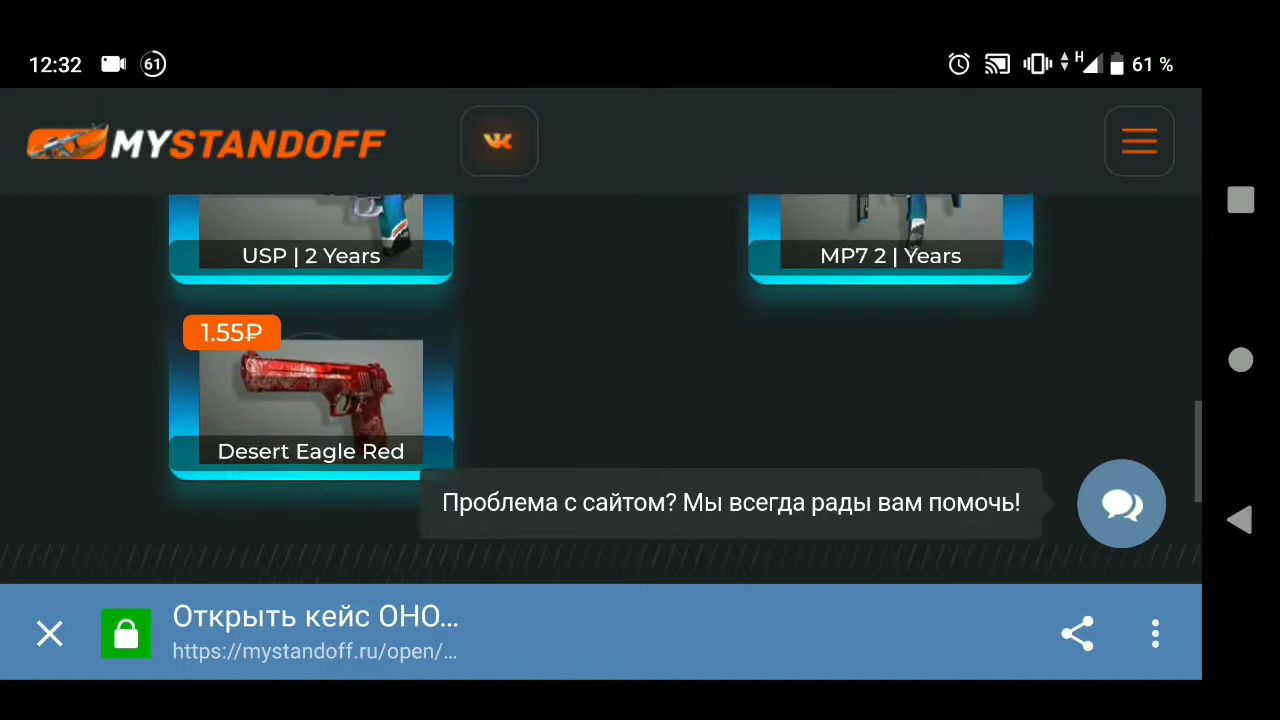 12:32
61
H
61 %
MYSTANDOFF
USP | 2 Years
MP7 2 | Years
1.55₽
Desert Eagle Red
Проблема с сайтом? Мы всегда рады вам помочь!
Открыть кейс ОНО...
https://mystandoff.ru/open/...